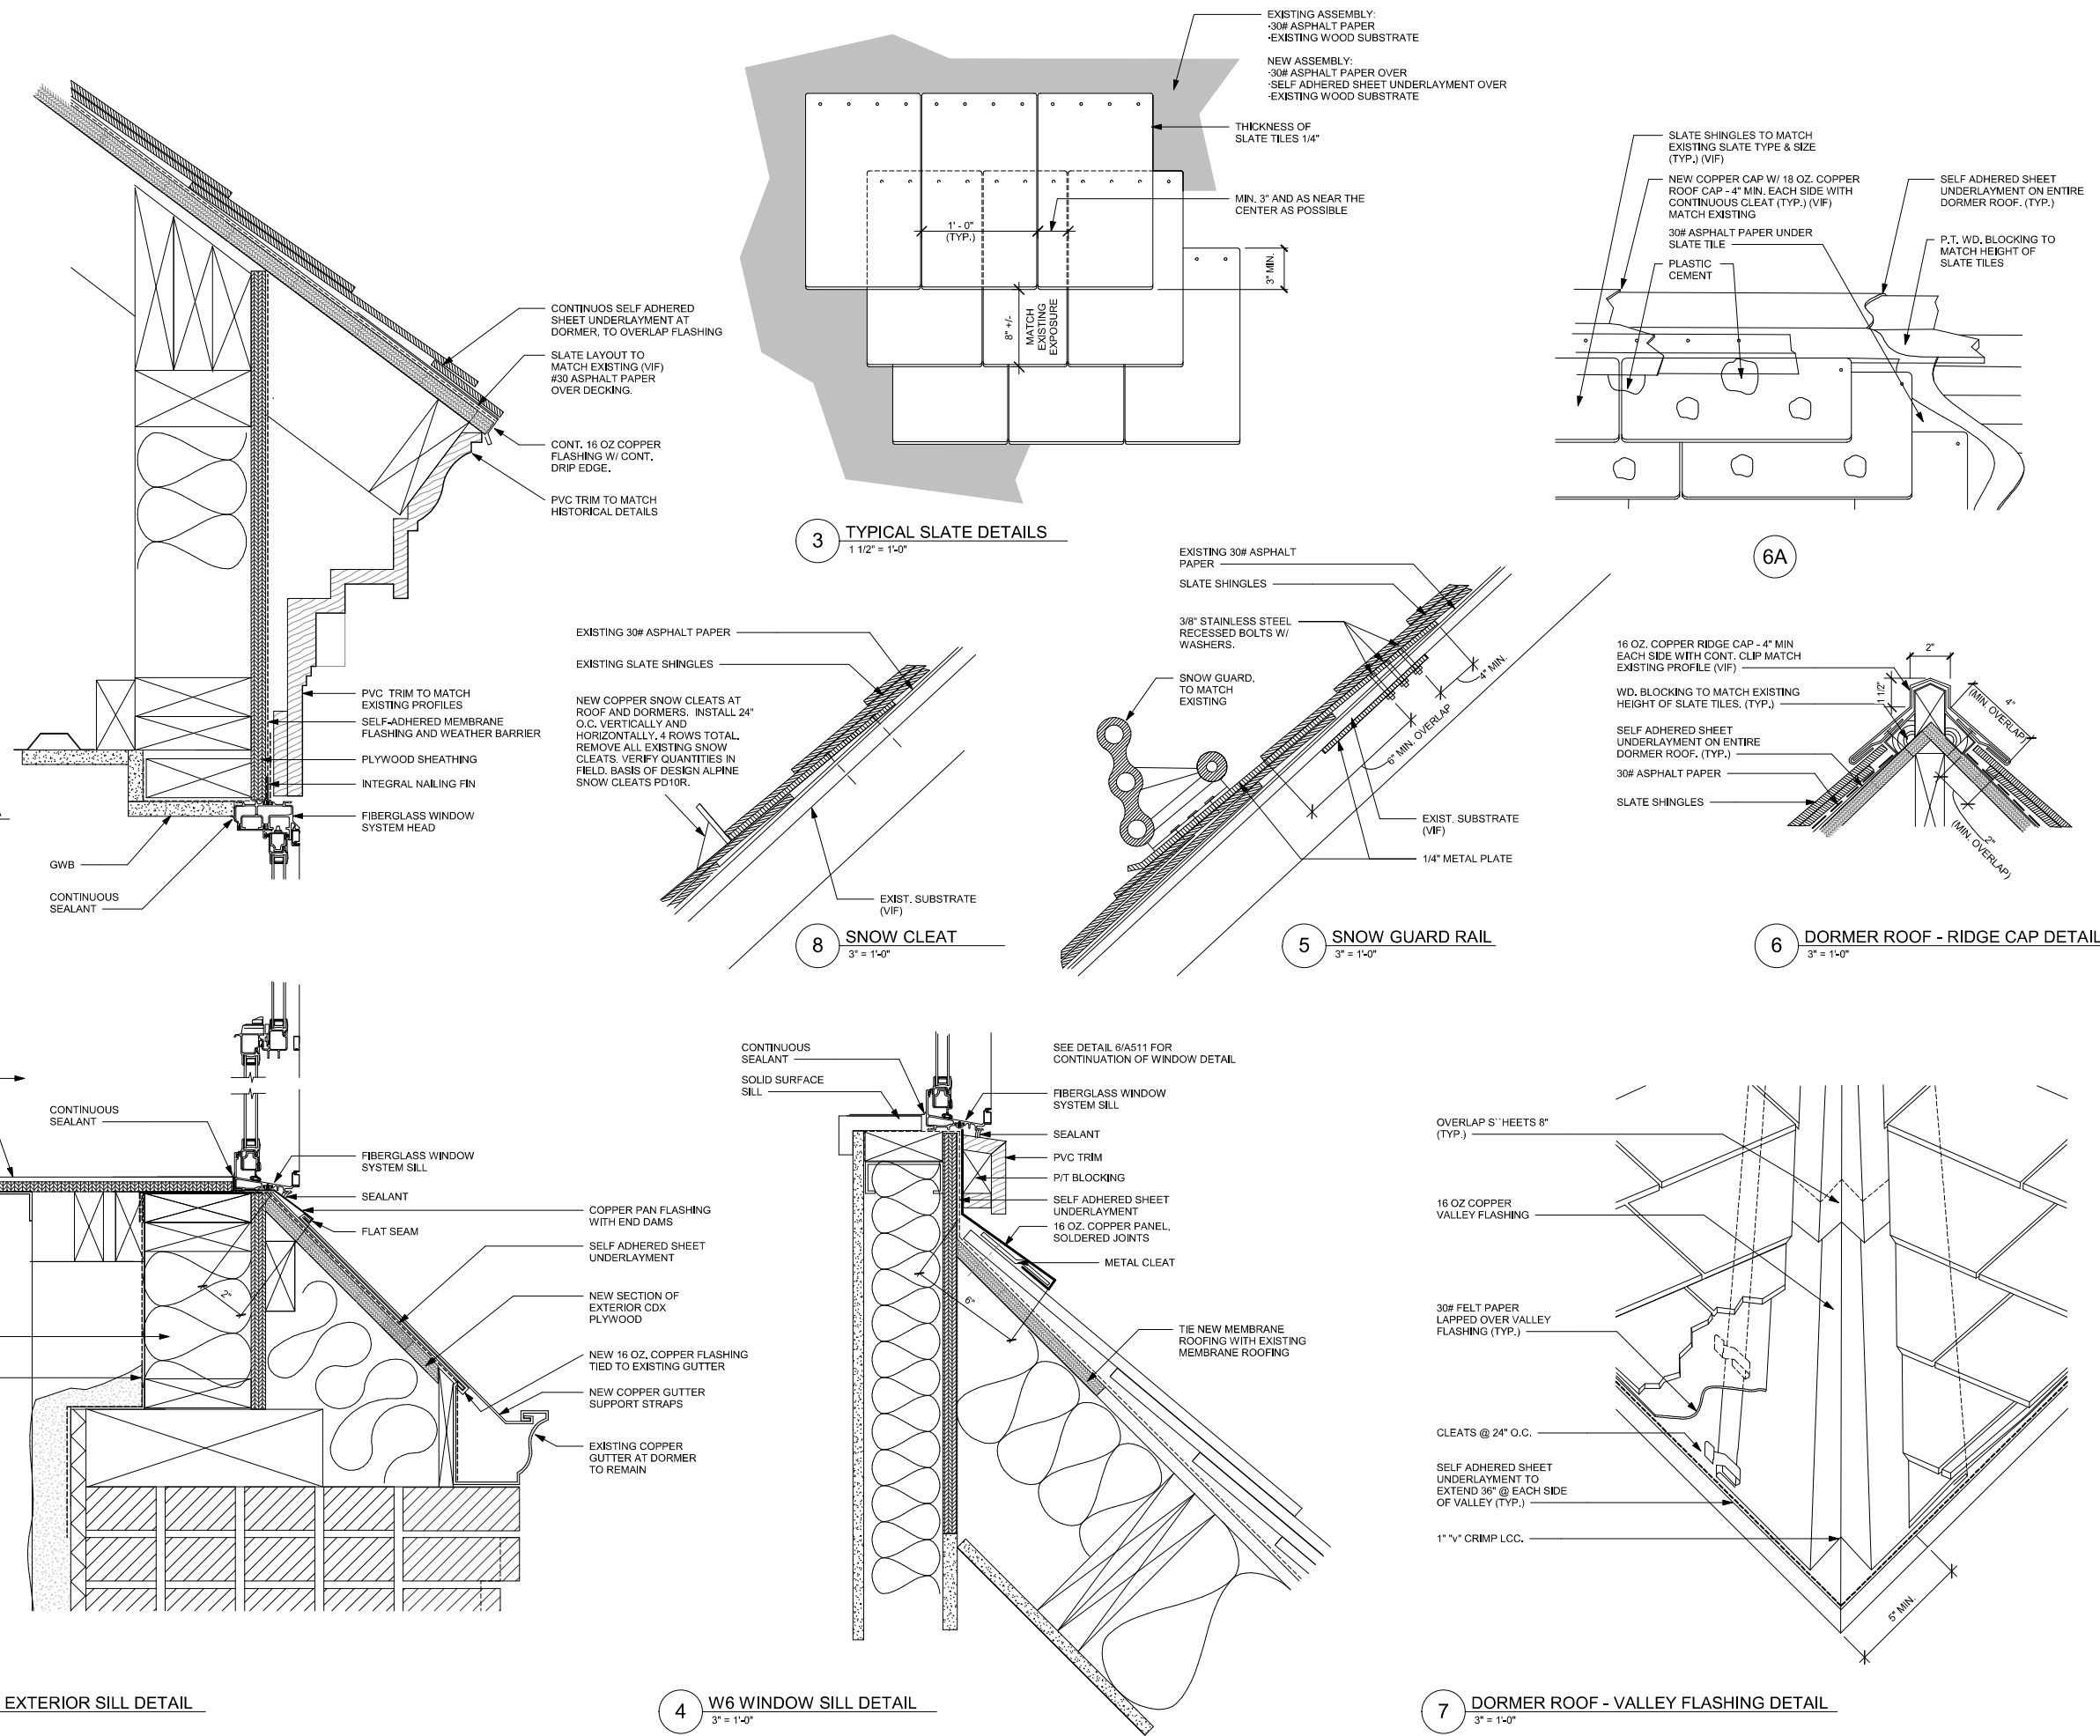 CONTINUOS SELF ADHERED
SHEET UNDERLAYMENT AT
DORMER, TO OVERLAP FLASHING
SLATE LAYOUT TO
MATCH EXISTING (VIF)
#30 ASPHALT PAPER
OVER DECKING.
CONT. 16 OZ COPPER
FLASHING W/ CONT.
DRIP EDGE.
PVC TRIM TO MATCH
HISTORICAL DETAILS
PVC TRIM TO MATCH
EXISTING PROFILES
SELF-ADHERED MEMBRANE
FLASHING AND WEATHER BARRIER
PLYWOOD SHEATHING
INTEGRAL NAILING FIN
FIBERGLASS WINDOW
SYSTEM HEAD
GWB
CONTINUOUS
SEALANT
EXISTING ASSEMBLY:
-30# ASPHALT PAPER
-EXISTING WOOD SUBSTRATE
NEW ASSEMBLY:
-30# ASPHALT PAPER OVER
-SELF ADHERED SHEET UNDERLAYMENT OVER
-EXISTING WOOD SUBSTRATE
THICKNESS OF
SLATE TILES 1/4"
MIN. 3" AND AS NEAR THE
CENTER AS POSSIBLE
1' - 0"
(TYP.)
3" MIN.
8" +/-
MATCH
EXISTING
EXPOSURE
3 TYPICAL SLATE DETAILS
1 1/2" = 1'-0"
SLATE SHINGLES TO MATCH
EXISTING SLATE TYPE & SIZE
(TYP.) (VIF)
NEW COPPER CAP W/ 18 OZ. COPPER
ROOF CAP - 4" MIN. EACH SIDE WITH
CONTINUOUS CLEAT (TYP.) (VIF)
MATCH EXISTING
30# ASPHALT PAPER UNDER
SLATE TILE
PLASTIC
CEMENT
SELF ADHERED SHEET
UNDERLAYMENT ON ENTIRE
DORMER ROOF. (TYP.)
P.T. WD. BLOCKING TO
MATCH HEIGHT OF
SLATE TILES
6A
EXISTING 30# ASPHALT PAPER
EXISTING SLATE SHINGLES
NEW COPPER SNOW CLEATS AT
ROOF AND DORMERS. INSTALL 24"
O.C. VERTICALLY AND
HORIZONTALLY. 4 ROWS TOTAL.
REMOVE ALL EXISTING SNOW
CLEATS. VERIFY QUANTITIES IN
FIELD. BASIS OF DESIGN ALPINE
SNOW CLEATS PD10R.
EXIST. SUBSTRATE
(VIF)
8 SNOW CLEAT
3" = 1'-0"
EXISTING 30# ASPHALT
PAPER
SLATE SHINGLES
3/8" STAINLESS STEEL
RECESSED BOLTS W/
WASHERS.
SNOW GUARD,
TO MATCH
EXISTING
4" MIN.
6" MIN. OVERLAP
EXIST. SUBSTRATE
(VIF)
1/4" METAL PLATE
5 SNOW GUARD RAIL
3" = 1'-0"
16 OZ. COPPER RIDGE CAP - 4" MIN
EACH SIDE WITH CONT. CLIP MATCH
EXISTING PROFILE (VIF)
WD. BLOCKING TO MATCH EXISTING
HEIGHT OF SLATE TILES. (TYP.)
SELF ADHERED SHEET
UNDERLAYMENT ON ENTIRE
DORMER ROOF. (TYP.)
30# ASPHALT PAPER
SLATE SHINGLES
2"
1 1/2"
4"
(MIN. OVERLAP)
2"
(MIN. OVERLAP)
6 DORMER ROOF - RIDGE CAP DETAIL
3" = 1'-0"
CONTINUOUS
SEALANT
FIBERGLASS WINDOW
SYSTEM SILL
SEALANT
FLAT SEAM
COPPER PAN FLASHING
WITH END DAMS
SELF ADHERED SHEET
UNDERLAYMENT
NEW SECTION OF
EXTERIOR CDX
PLYWOOD
NEW 16 OZ. COPPER FLASHING
TIED TO EXISTING GUTTER
NEW COPPER GUTTER
SUPPORT STRAPS
EXISTING COPPER
GUTTER AT DORMER
TO REMAIN
2"
EXTERIOR SILL DETAIL
CONTINUOUS
SEALANT
SOLID SURFACE
SILL
SEE DETAIL 6/A511 FOR
CONTINUATION OF WINDOW DETAIL
FIBERGLASS WINDOW
SYSTEM SILL
SEALANT
PVC TRIM
P/T BLOCKING
SELF ADHERED SHEET
UNDERLAYMENT
16 OZ. COPPER PANEL,
SOLDERED JOINTS
METAL CLEAT
6"
TIE NEW MEMBRANE
ROOFING WITH EXISTING
MEMBRANE ROOFING
4 W6 WINDOW SILL DETAIL
3" = 1'-0"
OVERLAP S``HEETS 8"
(TYP.)
16 OZ COPPER
VALLEY FLASHING
30# FELT PAPER
LAPPED OVER VALLEY
FLASHING (TYP.)
CLEATS @ 24" O.C.
SELF ADHERED SHEET
UNDERLAYMENT TO
EXTEND 36" @ EACH SIDE
OF VALLEY (TYP.)
1" "V" CRIMP LCC.
5" MIN.
7 DORMER ROOF - VALLEY FLASHING DETAIL
3" = 1'-0"